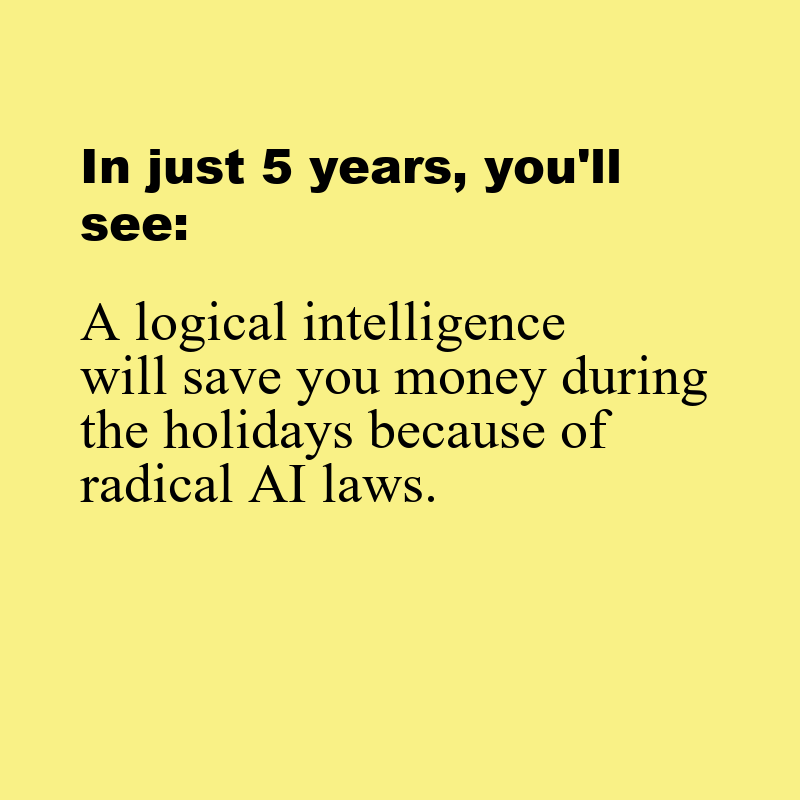 In just 5 years, you'll
see:
A logical intelligence
will save you money during
the holidays because of
radical AI laws.